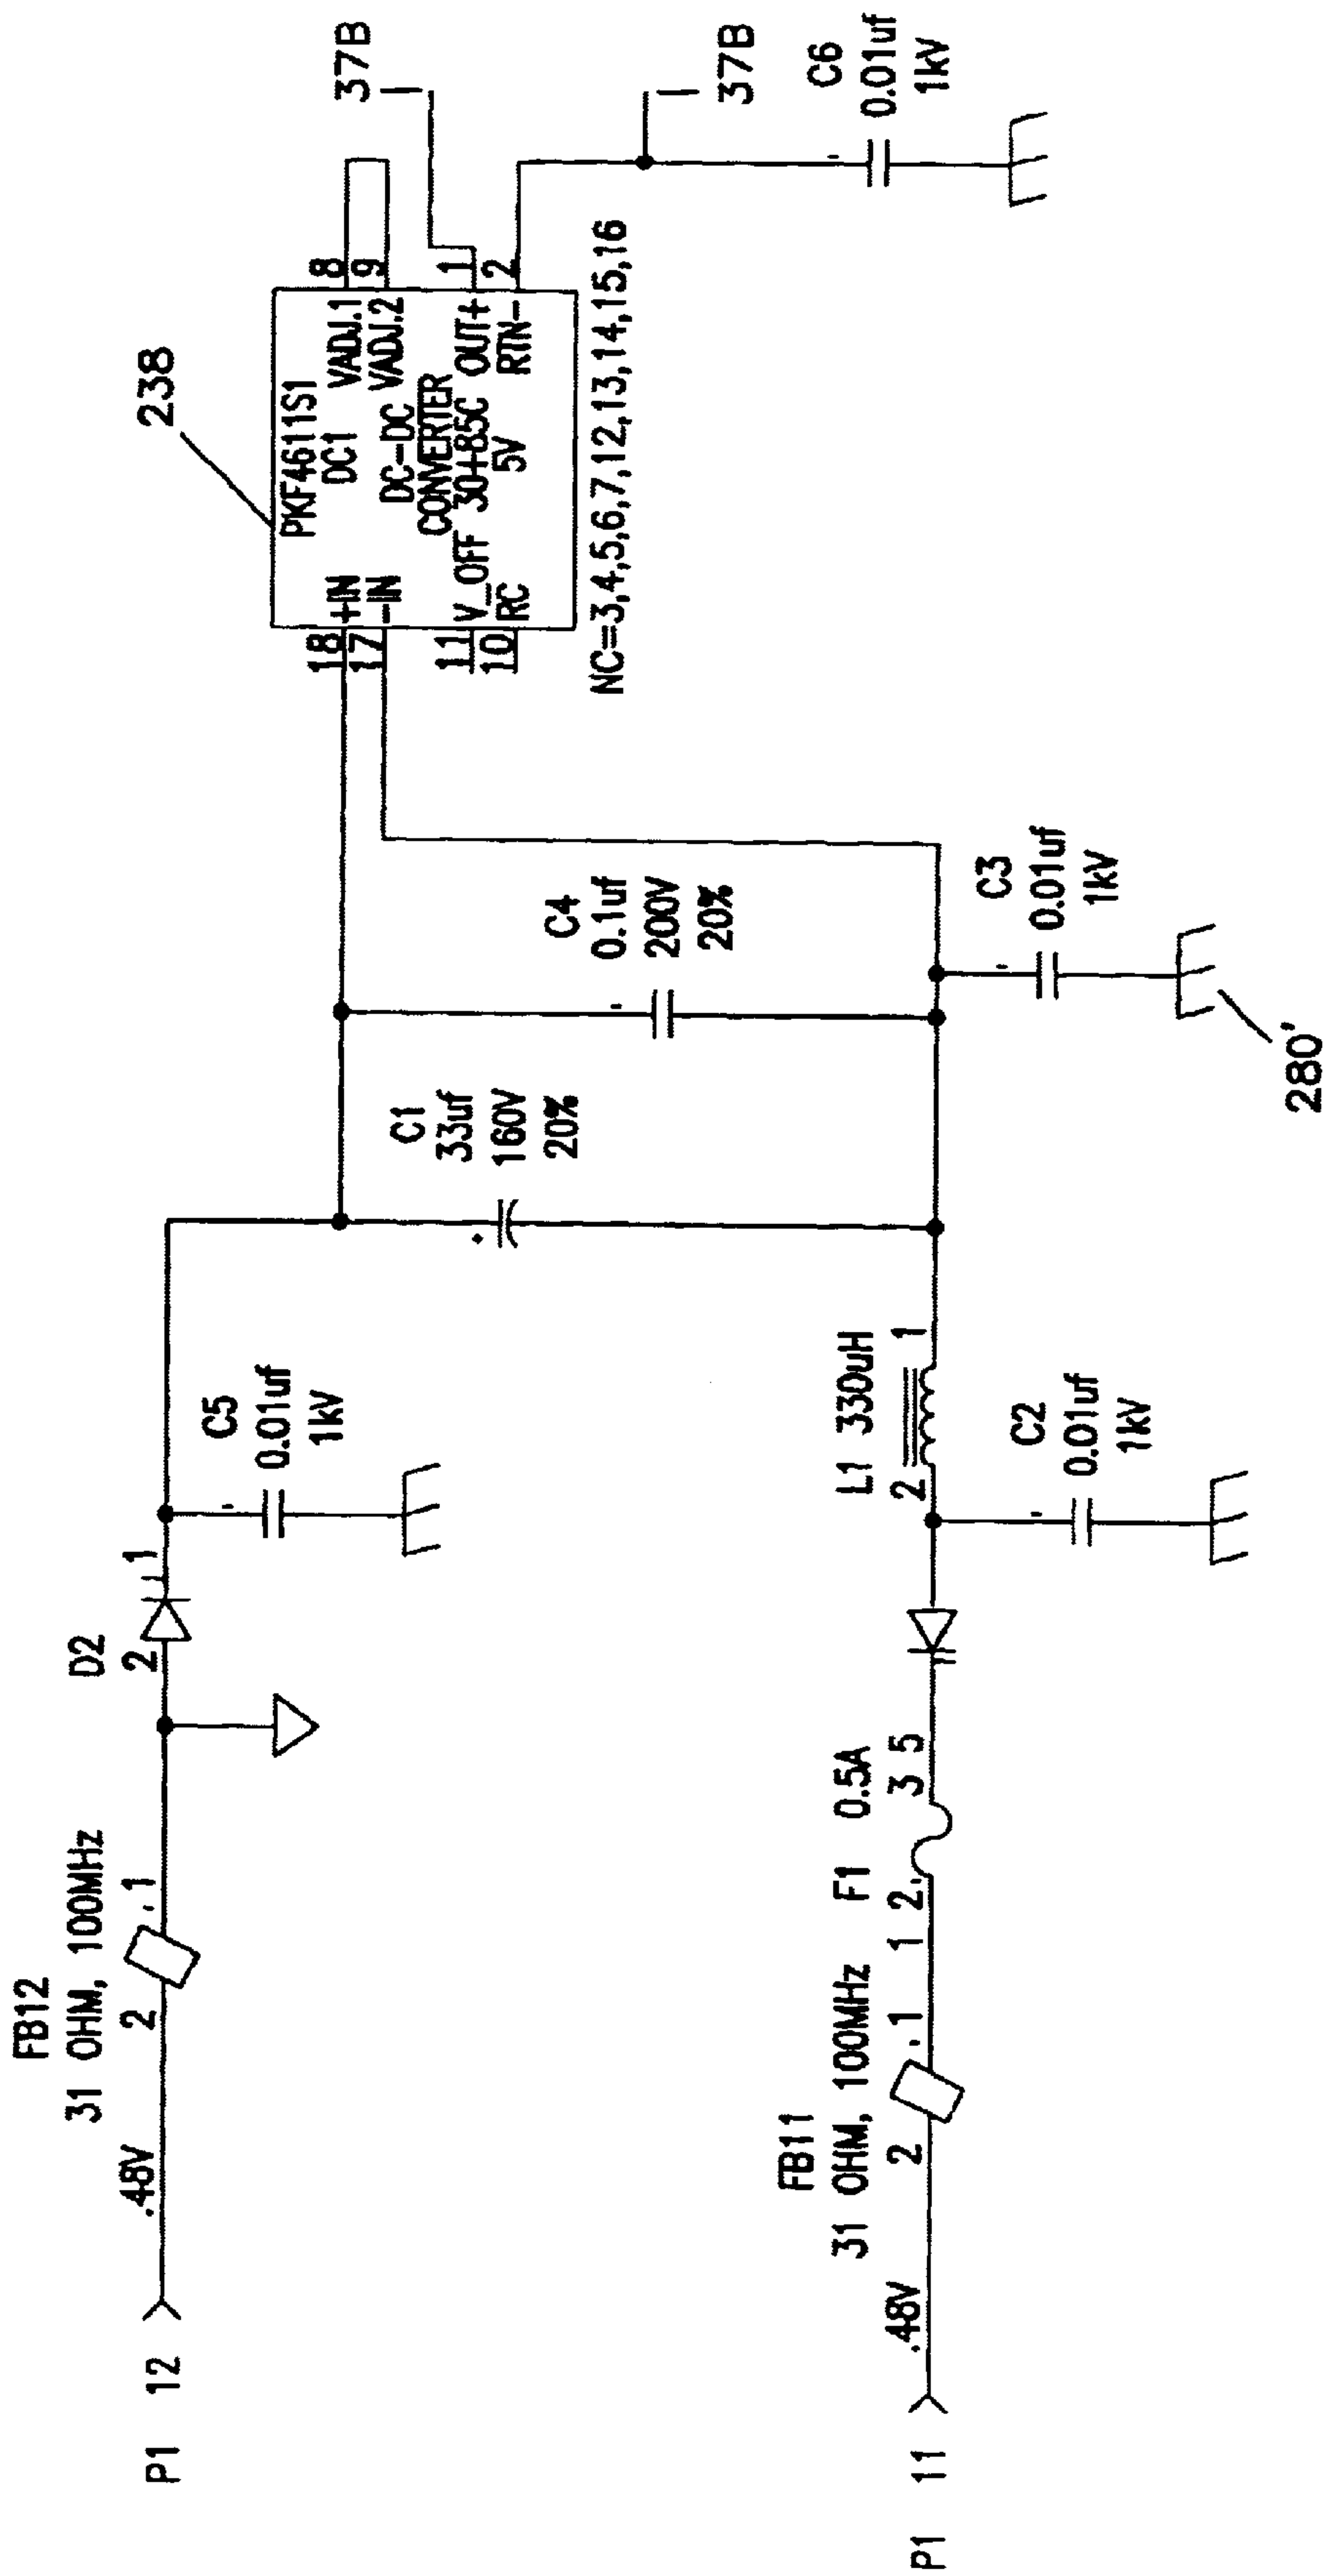 P1 12
.48V
FB12
31 OHM, 100MHz
2 .1
D2
2 1
C5
0.01uf
1kV
P1 11
.48V
FB11
31 OHM, 100MHz
2 .1
F1 0.5A
1 2. 3 5
L1 330uH
2 1
C2
0.01uf
1kV
C1
33uf
160V
20%
C4
0.1uf
200V
20%
C3
0.01uf
1kV
280'
238
PKF4611S1
DC1
18 +IN VADJ.1 8
17 -IN VADJ.2 9
DC-DC
CONVERTER
11 V_OFF 30+85C OUT+ 1
10 RC 5V RTN- 2
NC=3,4,5,6,7,12,13,14,15,16
37B
37B
C6
0.01uf
1kV